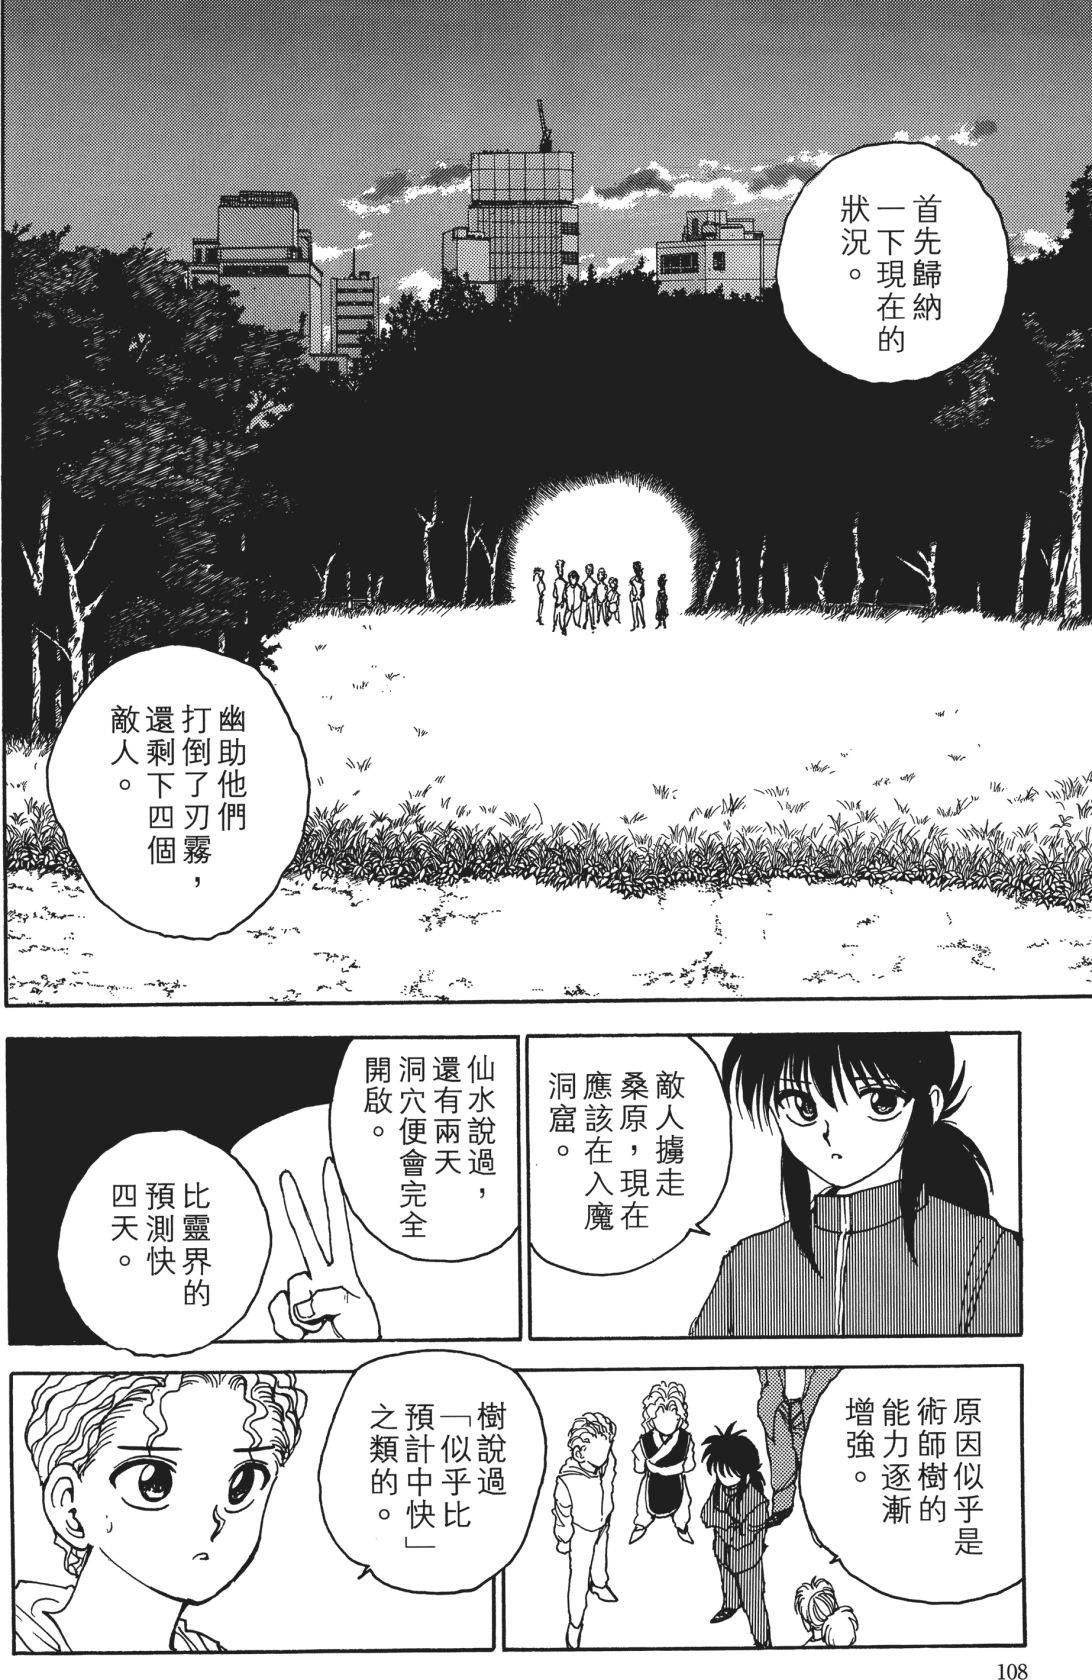 首先歸納
一下現在的
狀況。
幽助他們
打倒了刃霧，
還剩下四個
敵人。
敵人擄走
桑原，現在
應該在入魔
洞窟。
仙水說過，
還有兩天
洞穴便會完全
開啟。
比靈界的
預測快
四天。
原因似乎是
術師樹的
能力逐漸
增強。
樹說過
「似乎比
預計中快」
之類的。
108